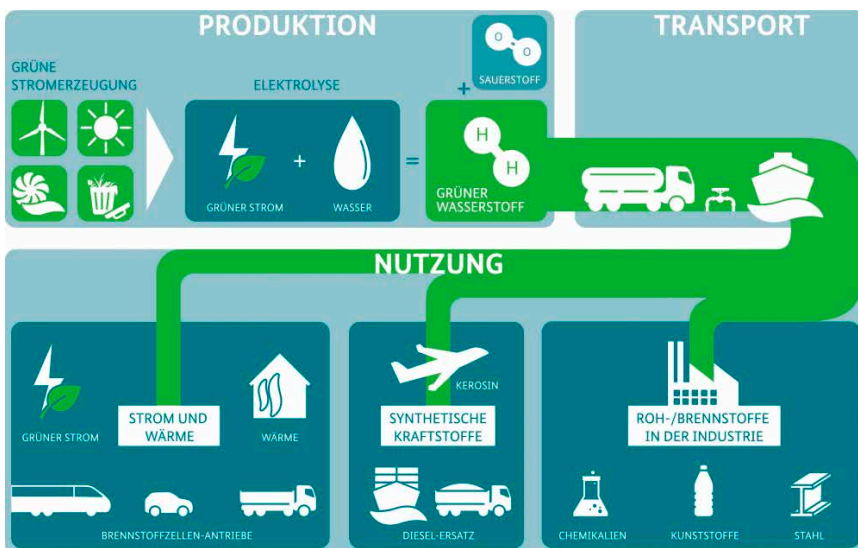 PRODUKTION
TRANSPORT
GRÜNE
STROMERZEUGUNG
ELEKTROLYSE
O
O
SAUERSTOFF
+
+
=
H
H
GRÜNER STROM
WASSER
GRÜNER
WASSERSTOFF
NUTZUNG
GRÜNER STROM
STROM UND
WÄRME
WÄRME
BRENNSTOFFZELLEN-ANTRIEBE
KEROSIN
SYNTHETISCHE
KRAFTSTOFFE
DIESEL-ERSATZ
ROH-/BRENNSTOFFE
IN DER INDUSTRIE
CHEMIKALIEN
KUNSTSTOFFE
STAHL